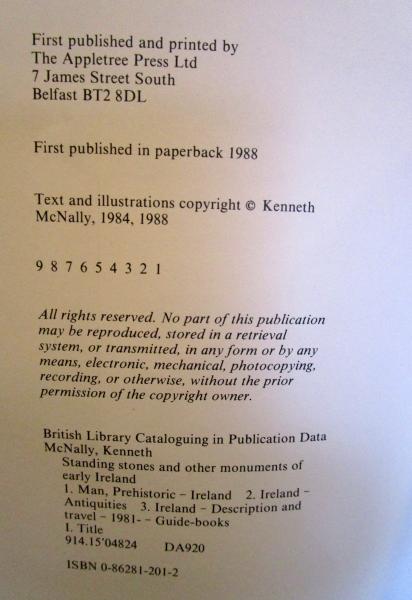 First published and printed by
The Appletree Press Ltd
7 James Street South
Belfast BT2 8DL
First published in paperback 1988
Text and illustrations copyright © Kenneth
McNally, 1984, 1988
9 8 7 6 5 4 3 2 1
All rights reserved. No part of this publication
may be reproduced, stored in a retrieval
system, or transmitted, in any form or by any
means, electronic, mechanical, photocopying,
recording, or otherwise, without the prior
permission of the copyright owner.
British Library Cataloguing in Publication Data
McNally, Kenneth
Standing stones and other monuments of
early Ireland
1. Man, Prehistoric – Ireland 2. Ireland –
Antiquities 3. Ireland – Description and
travel – 1981- – Guide-books
I. Title
914.15'04824 DA920
ISBN 0-86281-201-2